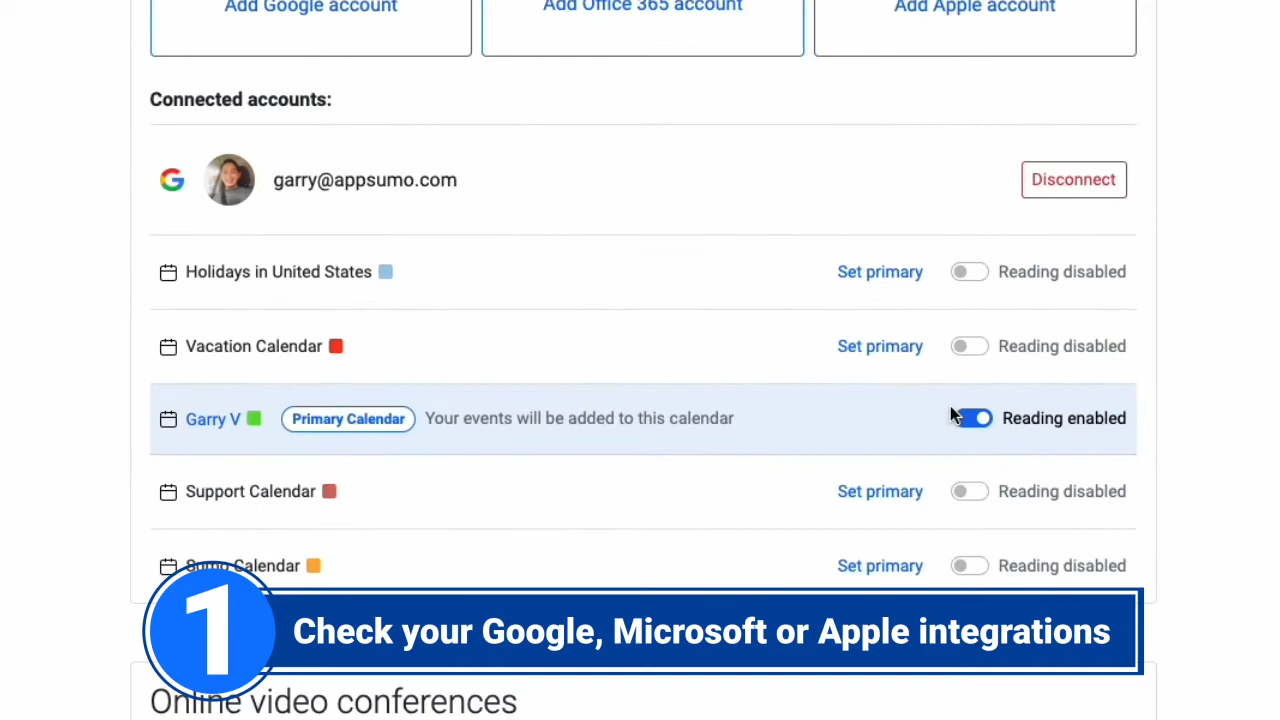 Add Google account
Add Office 365 account
Add Apple account
Connected accounts:
garry@appsumo.com
Disconnect
Holidays in United States
Set primary
Reading disabled
Vacation Calendar
Set primary
Reading disabled
Garry V
Primary Calendar
Your events will be added to this calendar
Reading enabled
Support Calendar
Set primary
Reading disabled
Sumo Calendar
Set primary
Reading disabled
1
Check your Google, Microsoft or Apple integrations
Online video conferences